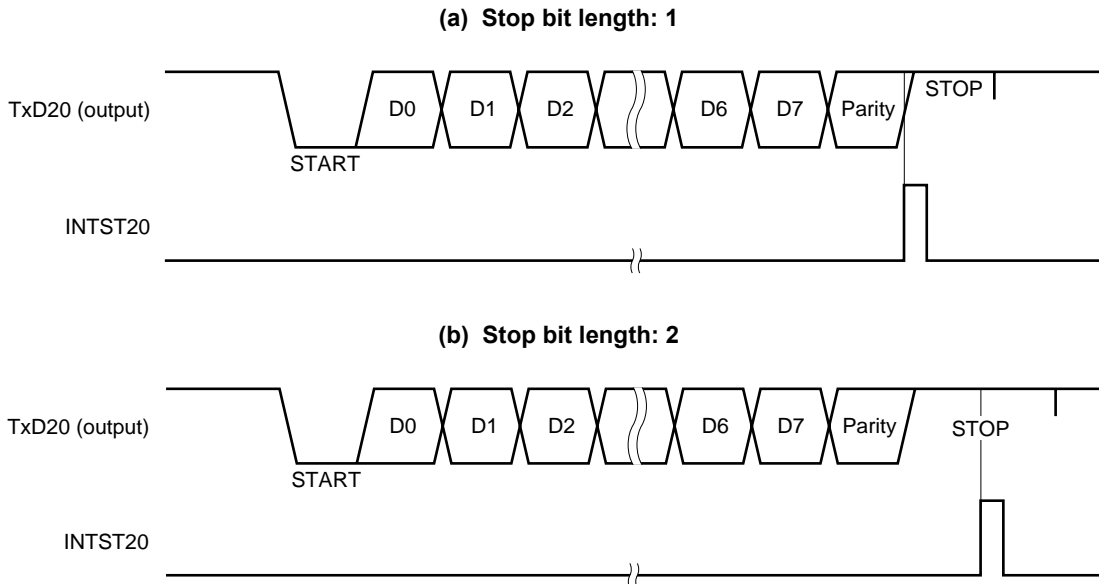 (a) Stop bit length: 1
TxD20 (output)
D0 D1 D2 D6 D7 Parity STOP
START
INTST20
(b) Stop bit length: 2
TxD20 (output)
D0 D1 D2 D6 D7 Parity STOP
START
INTST20